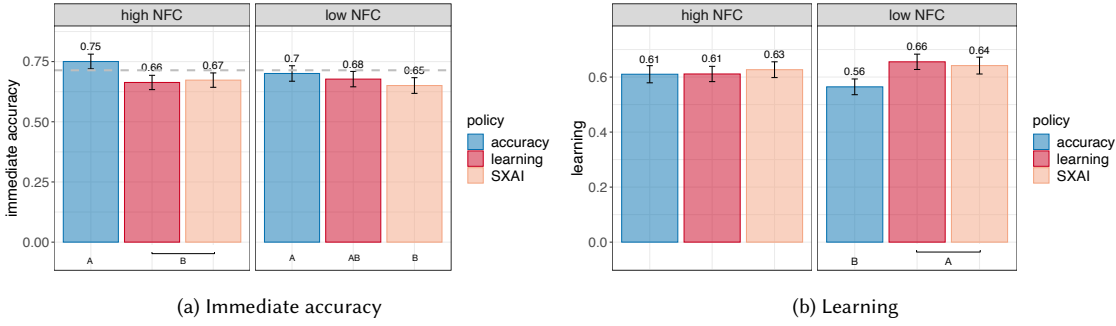 high NFC
low NFC
immediate accuracy
0.75
0.50
0.25
0.00
0.75
0.66
0.67
0.7
0.68
0.65
A
B
A
AB
B
policy
accuracy
learning
SXAI
(a) Immediate accuracy
high NFC
low NFC
learning
0.6
0.4
0.2
0.0
0.61
0.61
0.63
0.56
0.66
0.64
B
A
policy
accuracy
learning
SXAI
(b) Learning